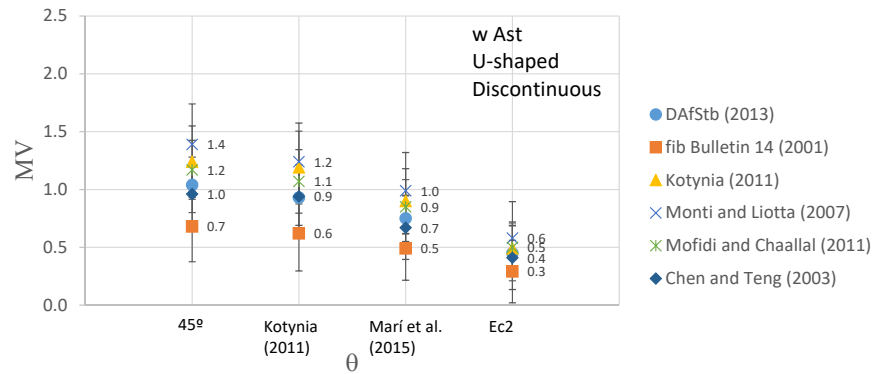 2.5
2.0
1.5
1.0
0.5
0.0
MV
w Ast
U-shaped
Discontinuous
1.4
1.2
1.0
0.7
1.2
1.1
0.9
0.6
1.0
0.9
0.7
0.5
0.6
0.5
0.4
0.3
45º
Kotynia
(2011)
Marí et al.
(2015)
Ec2
θ
DAfStb (2013)
fib Bulletin 14 (2001)
Kotynia (2011)
Monti and Liotta (2007)
Mofidi and Chaallal (2011)
Chen and Teng (2003)